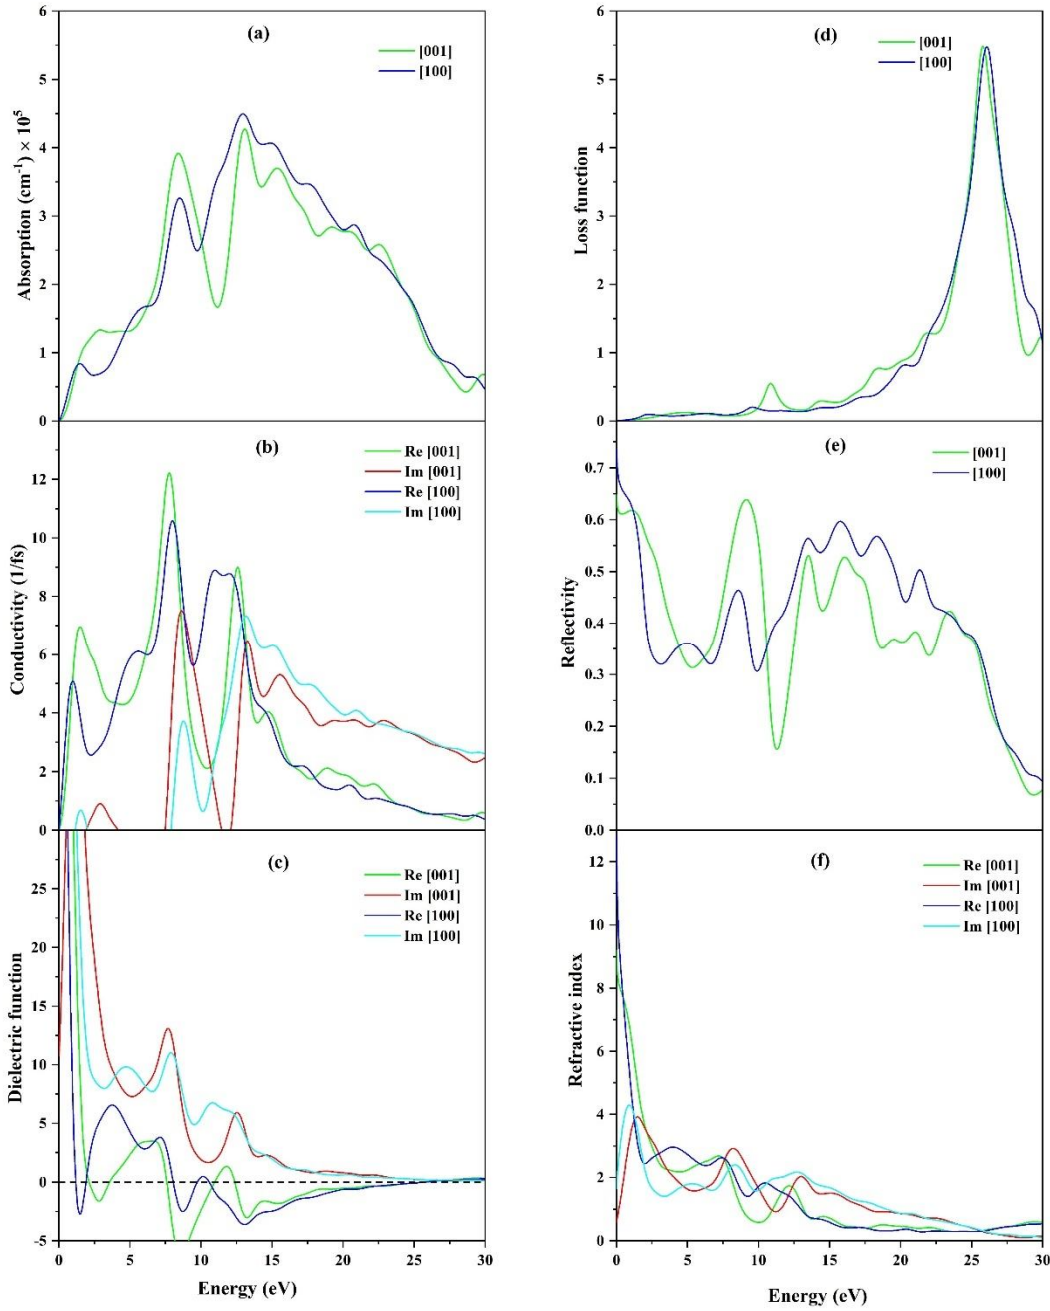 (a)
[001]
[100]
Absorption (cm⁻¹) × 10⁵
6
5
4
3
2
1
0
(b)
Re [001]
Im [001]
Re [100]
Im [100]
Conductivity (1/fs)
12
10
8
6
4
2
0
(c)
Re [001]
Im [001]
Re [100]
Im [100]
Dielectric function
25
20
15
10
5
0
-5
0 5 10 15 20 25 30
Energy (eV)
(d)
[001]
[100]
Loss function
6
5
4
3
2
1
0
(e)
[001]
[100]
Reflectivity
0.7
0.6
0.5
0.4
0.3
0.2
0.1
0.0
(f)
Re [001]
Im [001]
Re [100]
Im [100]
Refractive index
12
10
8
6
4
2
0
0 5 10 15 20 25 30
Energy (eV)